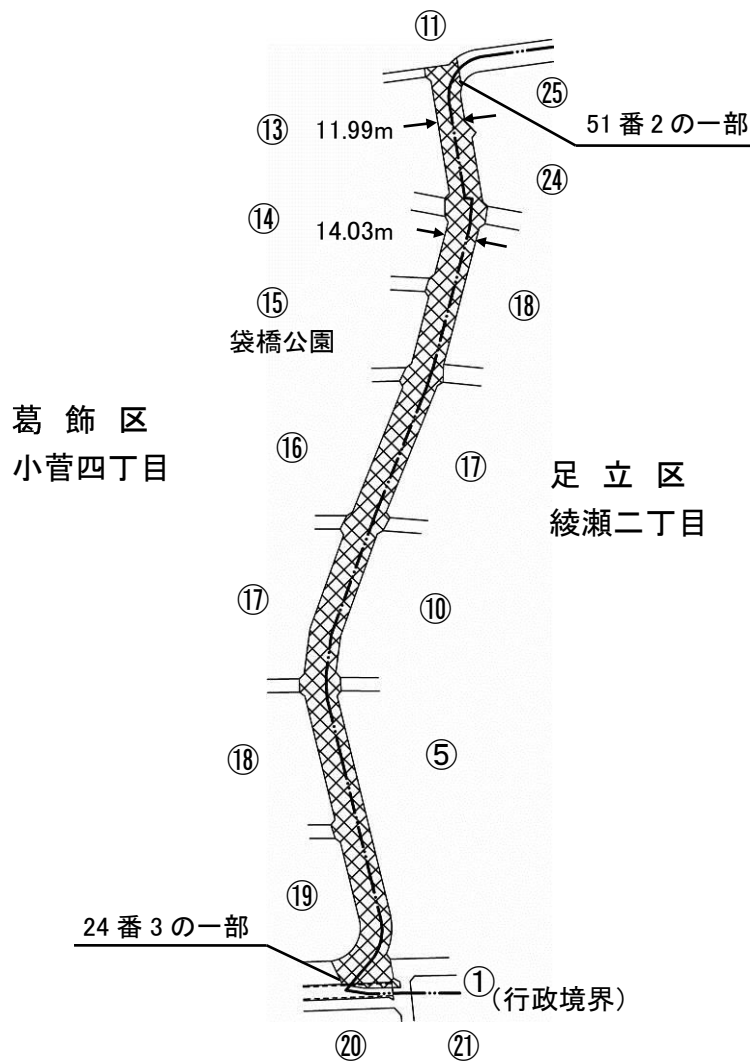 ⑪
㉕
51番2の一部
⑬
11.99m
㉔
⑭
14.03m
⑮
袋橋公園
⑱
葛飾区
小菅四丁目
⑯
⑰
足立区
綾瀬二丁目
⑰
⑩
⑱
⑤
⑲
24番3の一部
①
（行政境界）
⑳
㉑